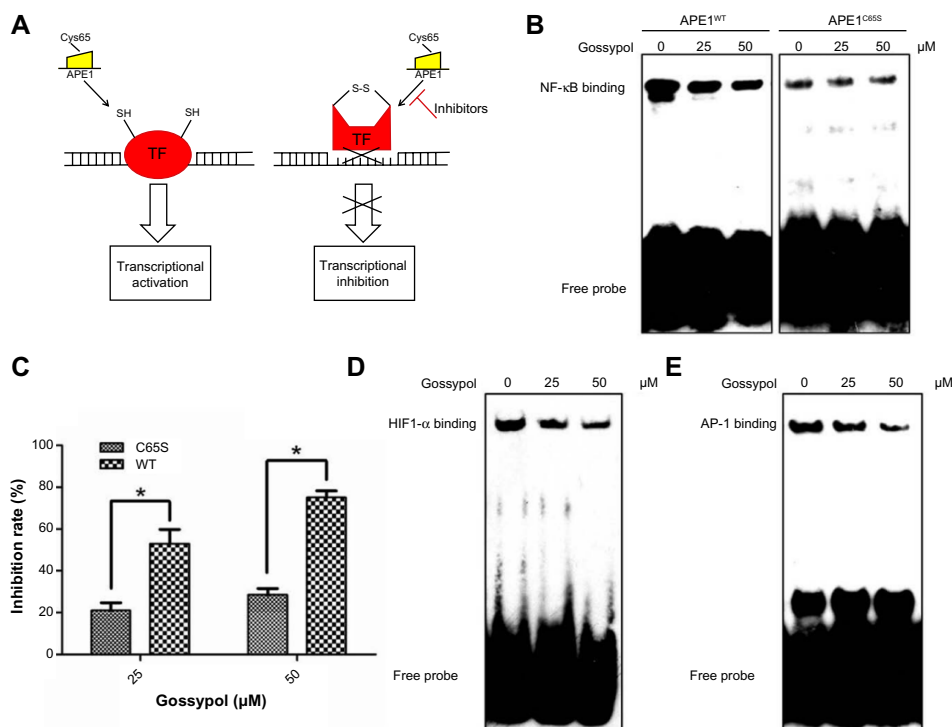 A
Cys65
APE1
SH
SH
TF
Transcriptional
activation
Cys65
APE1
S-S
Inhibitors
TF
Transcriptional
inhibition
B
APE1WT
APE1C65S
Gossypol
0
25
50
0
25
50
µM
NF-κB binding
Free probe
C
C65S
WT
*
*
Inhibition rate (%)
100
80
60
40
20
0
25
50
Gossypol (µM)
D
Gossypol
0
25
50
µM
HIF1-α binding
Free probe
E
Gossypol
0
25
50
µM
AP-1 binding
Free probe